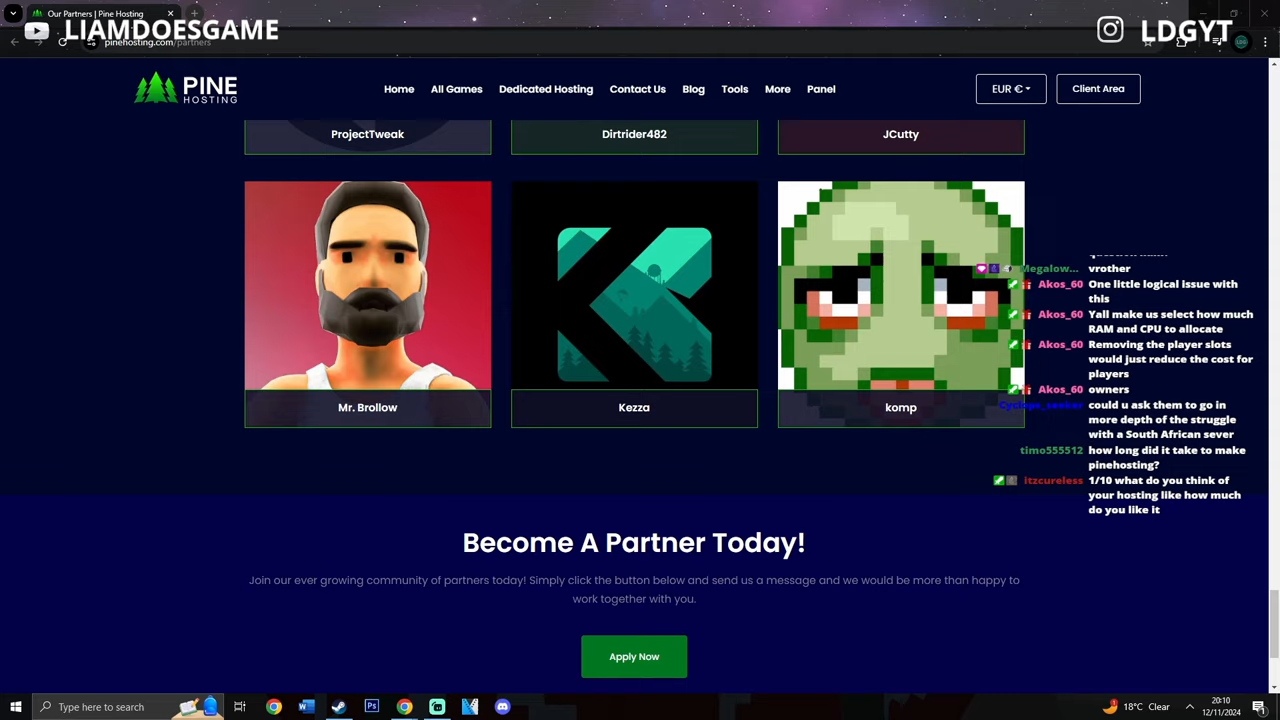 Our Partners | Pine Hosting
LIAMDOESGAME
LDGYT
pinehosting.com/partners
PINE
HOSTING
Home
All Games
Dedicated Hosting
Contact Us
Blog
Tools
More
Panel
EUR €
Client Area
ProjectTweak
Dirtrider482
JCutty
Mr. Brollow
Kezza
komp
Megalow...
vrother
Akos_60 One little logical issue with
this
Akos_60 Yall make us select how much
RAM and CPU to allocate
Akos_60 Removing the player slots
would just reduce the cost for
players
Akos_60 owners
could u ask them to go in
more depth of the struggle
with a South African sever
timo555512 how long did it take to make
pinehosting?
itzcureless 1/10 what do you think of
your hosting like how much
do you like it
Become A Partner Today!
Join our ever growing community of partners today! Simply click the button below and send us a message and we would be more than happy to
work together with you.
Apply Now
Type here to search
18°C Clear
20:10
12/11/2024